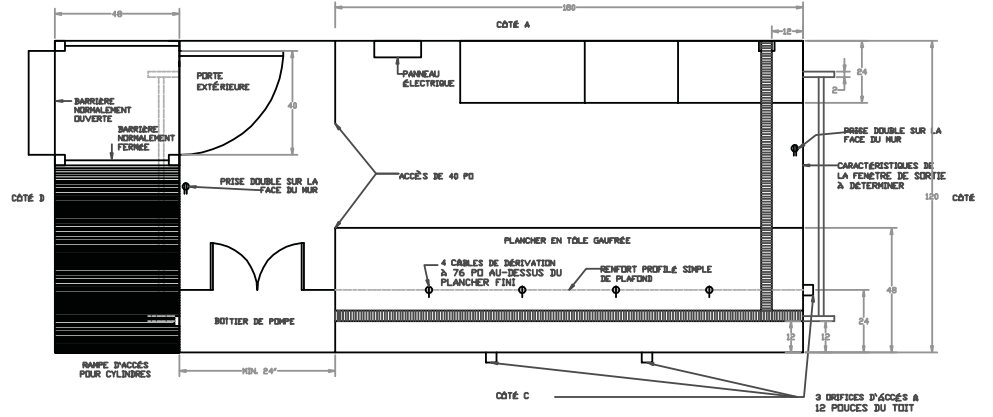 180
48
CÔTÉ A
12
PORTE
EXTÉRIEURE
PANNEAU
ÉLECTRIQUE
24
2
BARRIÈRE
NORMALEMENT
OUVERTE
48
BARRIÈRE
NORMALEMENT
FERMÉE
PRISE DOUBLE SUR LA
FACE DU MUR
CARACTÉRISTIQUES DE
LA FENÊTRE DE SORTIE
À DÉTERMINER
ACCÈS DE 40 PO
PRISE DOUBLE SUR LA
FACE DU MUR
CÔTÉ D
120
CÔTÉ
PLANCHER EN TÔLE GAUFRÉE
4 CÂBLES DE DÉRIVATION
À 76 PO AU-DESSUS DU
PLANCHER FINI
RENFORT PROFILÉ SIMPLE
DE PLAFOND
48
BOÎTIER DE POMPE
24
12
12
RAMPE D'ACCÈS
POUR CYLINDRES
MIN. 24"
CÔTÉ C
3 ORIFICES D'ACCÈS À
12 POUCES DU TOIT